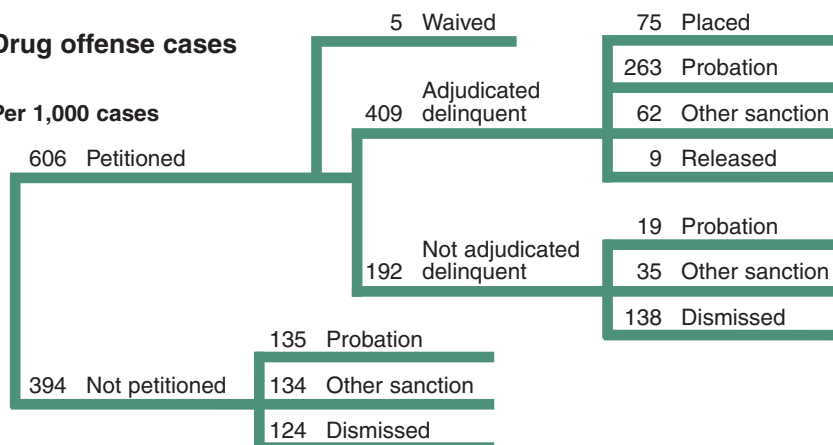 Drug offense cases
Per 1,000 cases
606 Petitioned
5 Waived
409 Adjudicated
delinquent
75 Placed
263 Probation
62 Other sanction
9 Released
192 Not adjudicated
delinquent
19 Probation
35 Other sanction
138 Dismissed
394 Not petitioned
135 Probation
134 Other sanction
124 Dismissed